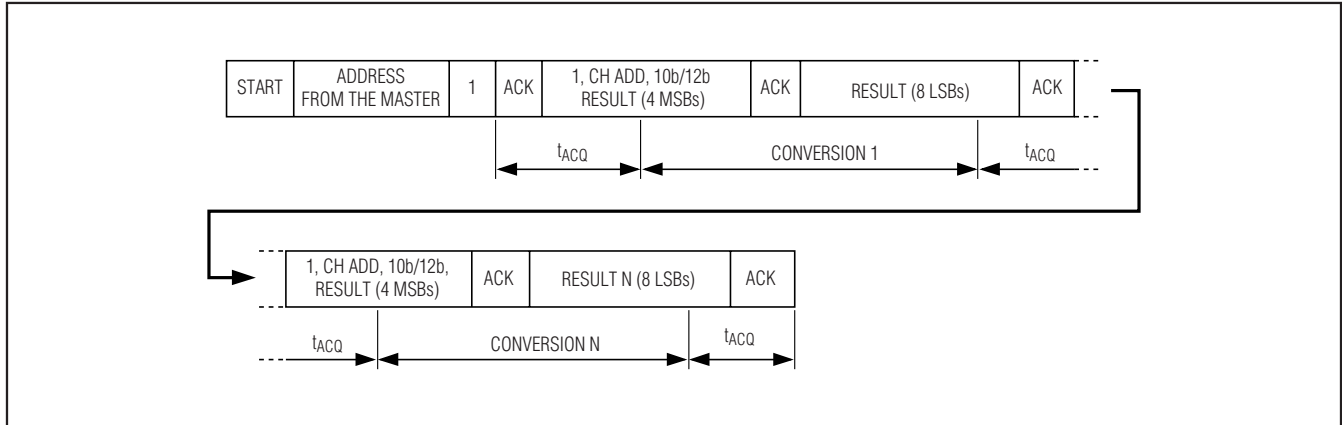 START
ADDRESS
FROM THE MASTER
1
ACK
1, CH ADD, 10b/12b
RESULT (4 MSBs)
ACK
RESULT (8 LSBs)
ACK
tACQ
CONVERSION 1
tACQ
1, CH ADD, 10b/12b,
RESULT (4 MSBs)
ACK
RESULT N (8 LSBs)
ACK
tACQ
CONVERSION N
tACQ